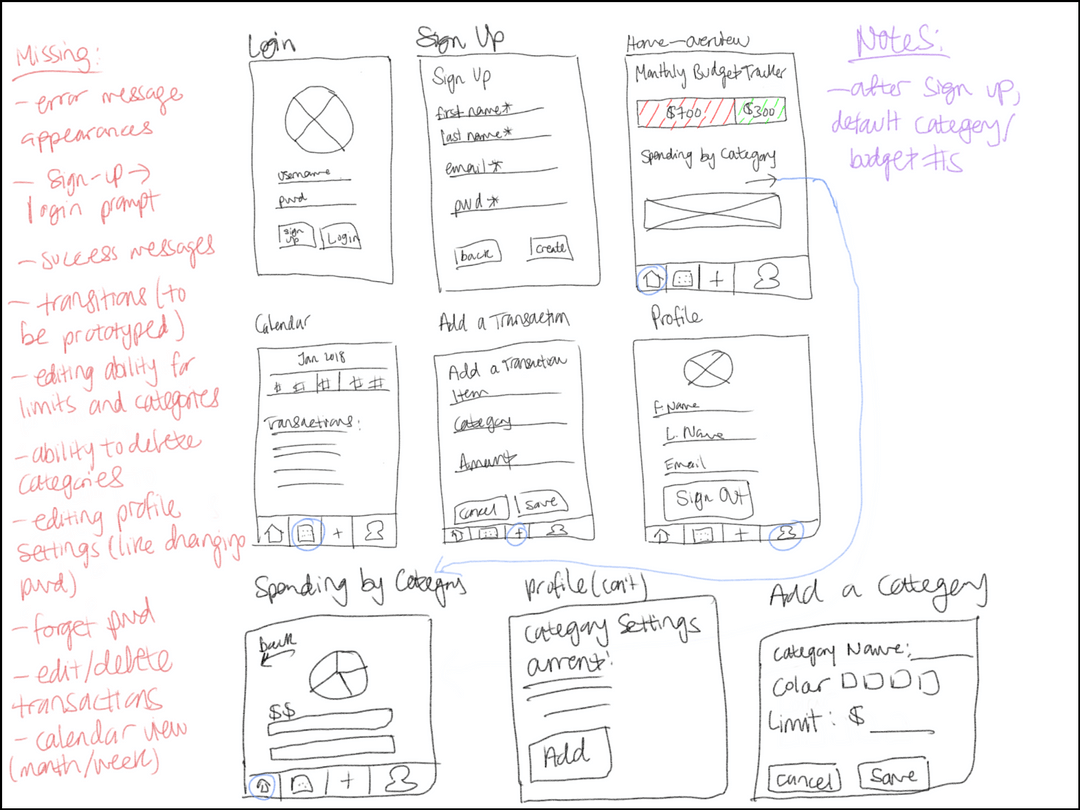 Missing:
- error message
appearances
- sign-up →
login prompt
- success messages
- transitions (to
be prototyped)
- editing ability for
limits and categories
- ability to delete
categories
- editing profile
settings (like changing
pwd)
- forget pwd
- edit/delete
transactions
- calendar view
(month/week)
Login
username
pwd
sign
up
Login
Sign Up
Sign Up
first name*
last name*
email*
pwd*
back
create
Home-overview
Monthly Budget Tracker
$700
$300
Spending by Category
→
+
Notes:
- after sign up,
default category/
budget #s
Calendar
Jan 2018
# # # # #
Transactions:
+
Add a Transaction
Add a Transaction
Item
Category
Amount
Cancel
Save
+
Profile
F. Name
L. Name
Email
Sign Out
+
Spending by Category
back
←
$$
+
Profile (con't)
Category Settings
current:
Add
Add a Category
Category Name:
Color
Limit: $
Cancel
Save